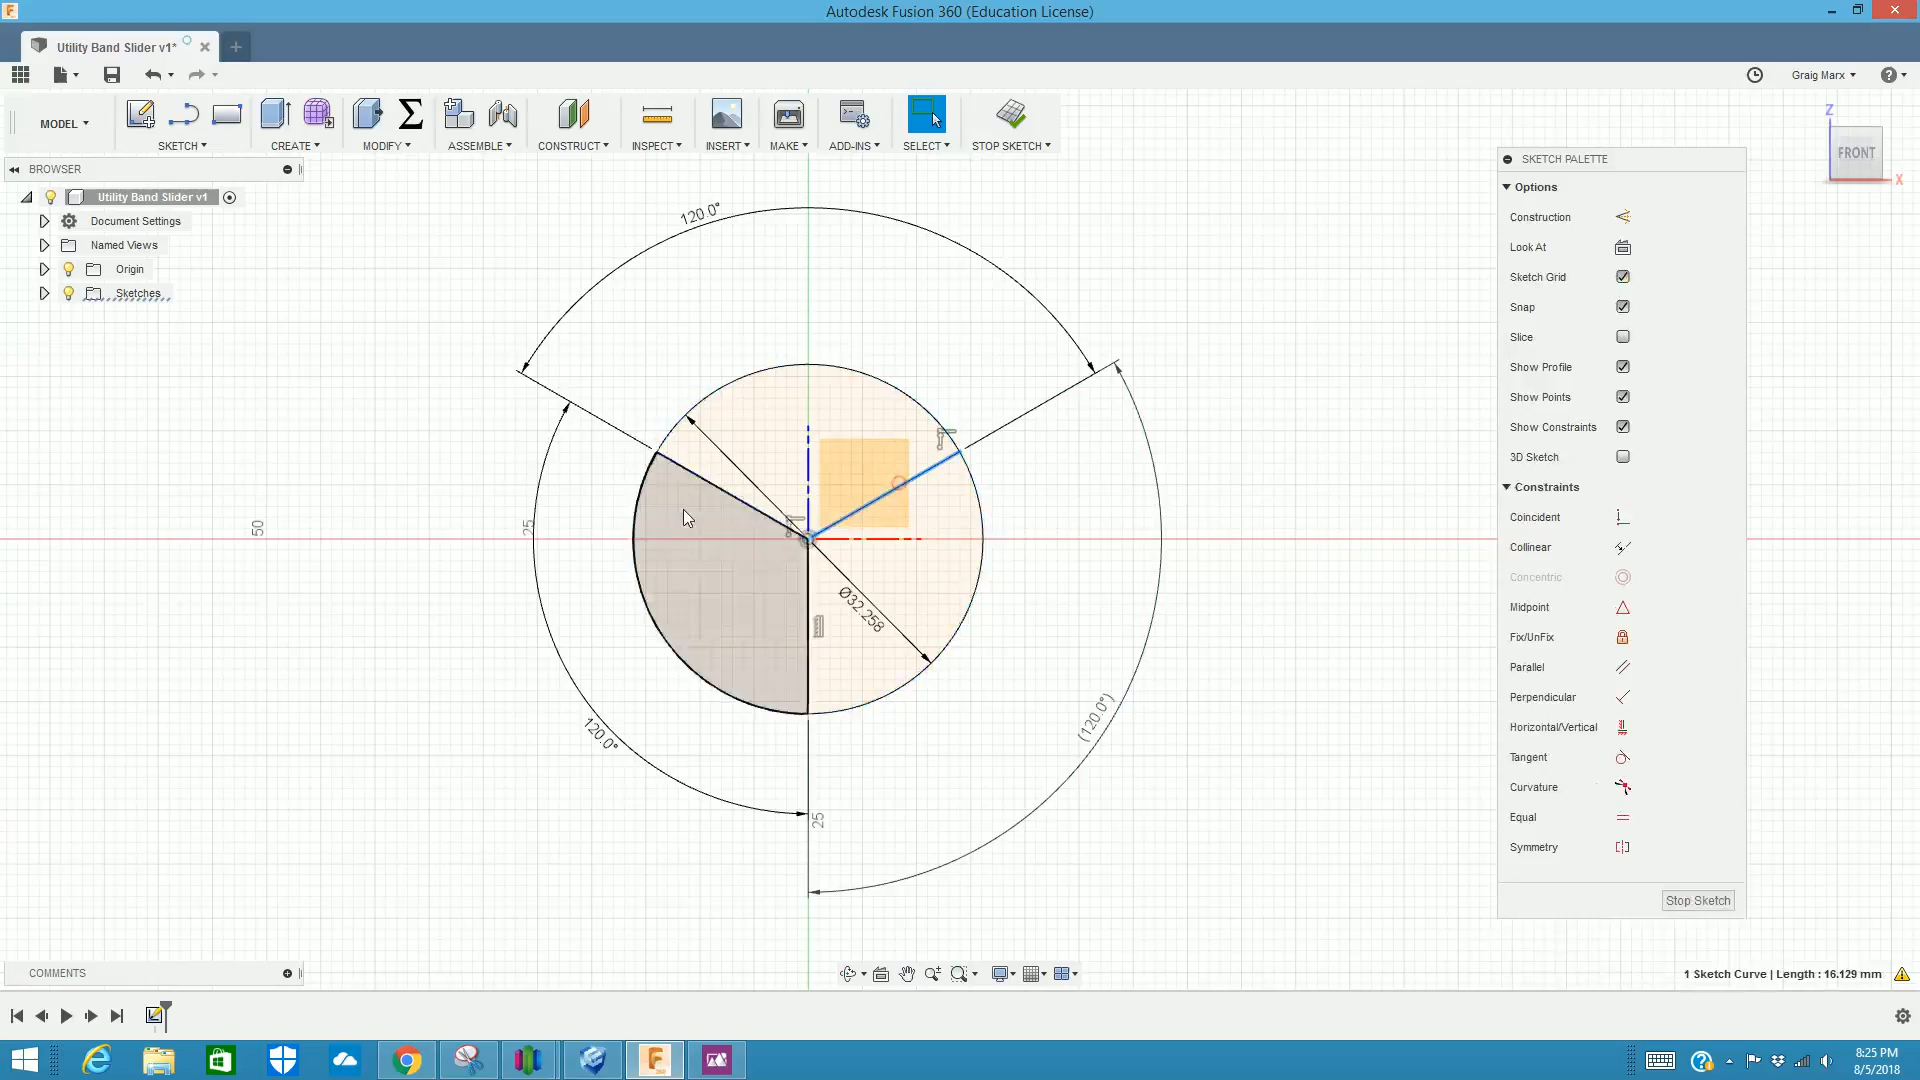 Autodesk Fusion 360 (Education License)
Utility Band Slider v1*
Graig Marx
MODEL
SKETCH
CREATE
MODIFY
ASSEMBLE
CONSTRUCT
INSPECT
INSERT
MAKE
ADD-INS
SELECT
STOP SKETCH
BROWSER
Utility Band Slider v1
Document Settings
Named Views
Origin
Sketches
120.0°
50
25
Ø32.258
120.0°
(120.0°)
25
Z
FRONT
X
SKETCH PALETTE
Options
Construction
Look At
Sketch Grid
Snap
Slice
Show Profile
Show Points
Show Constraints
3D Sketch
Constraints
Coincident
Collinear
Concentric
Midpoint
Fix/UnFix
Parallel
Perpendicular
Horizontal/Vertical
Tangent
Curvature
Equal
Symmetry
Stop Sketch
COMMENTS
1 Sketch Curve | Length : 16.129 mm
8:25 PM
8/5/2018